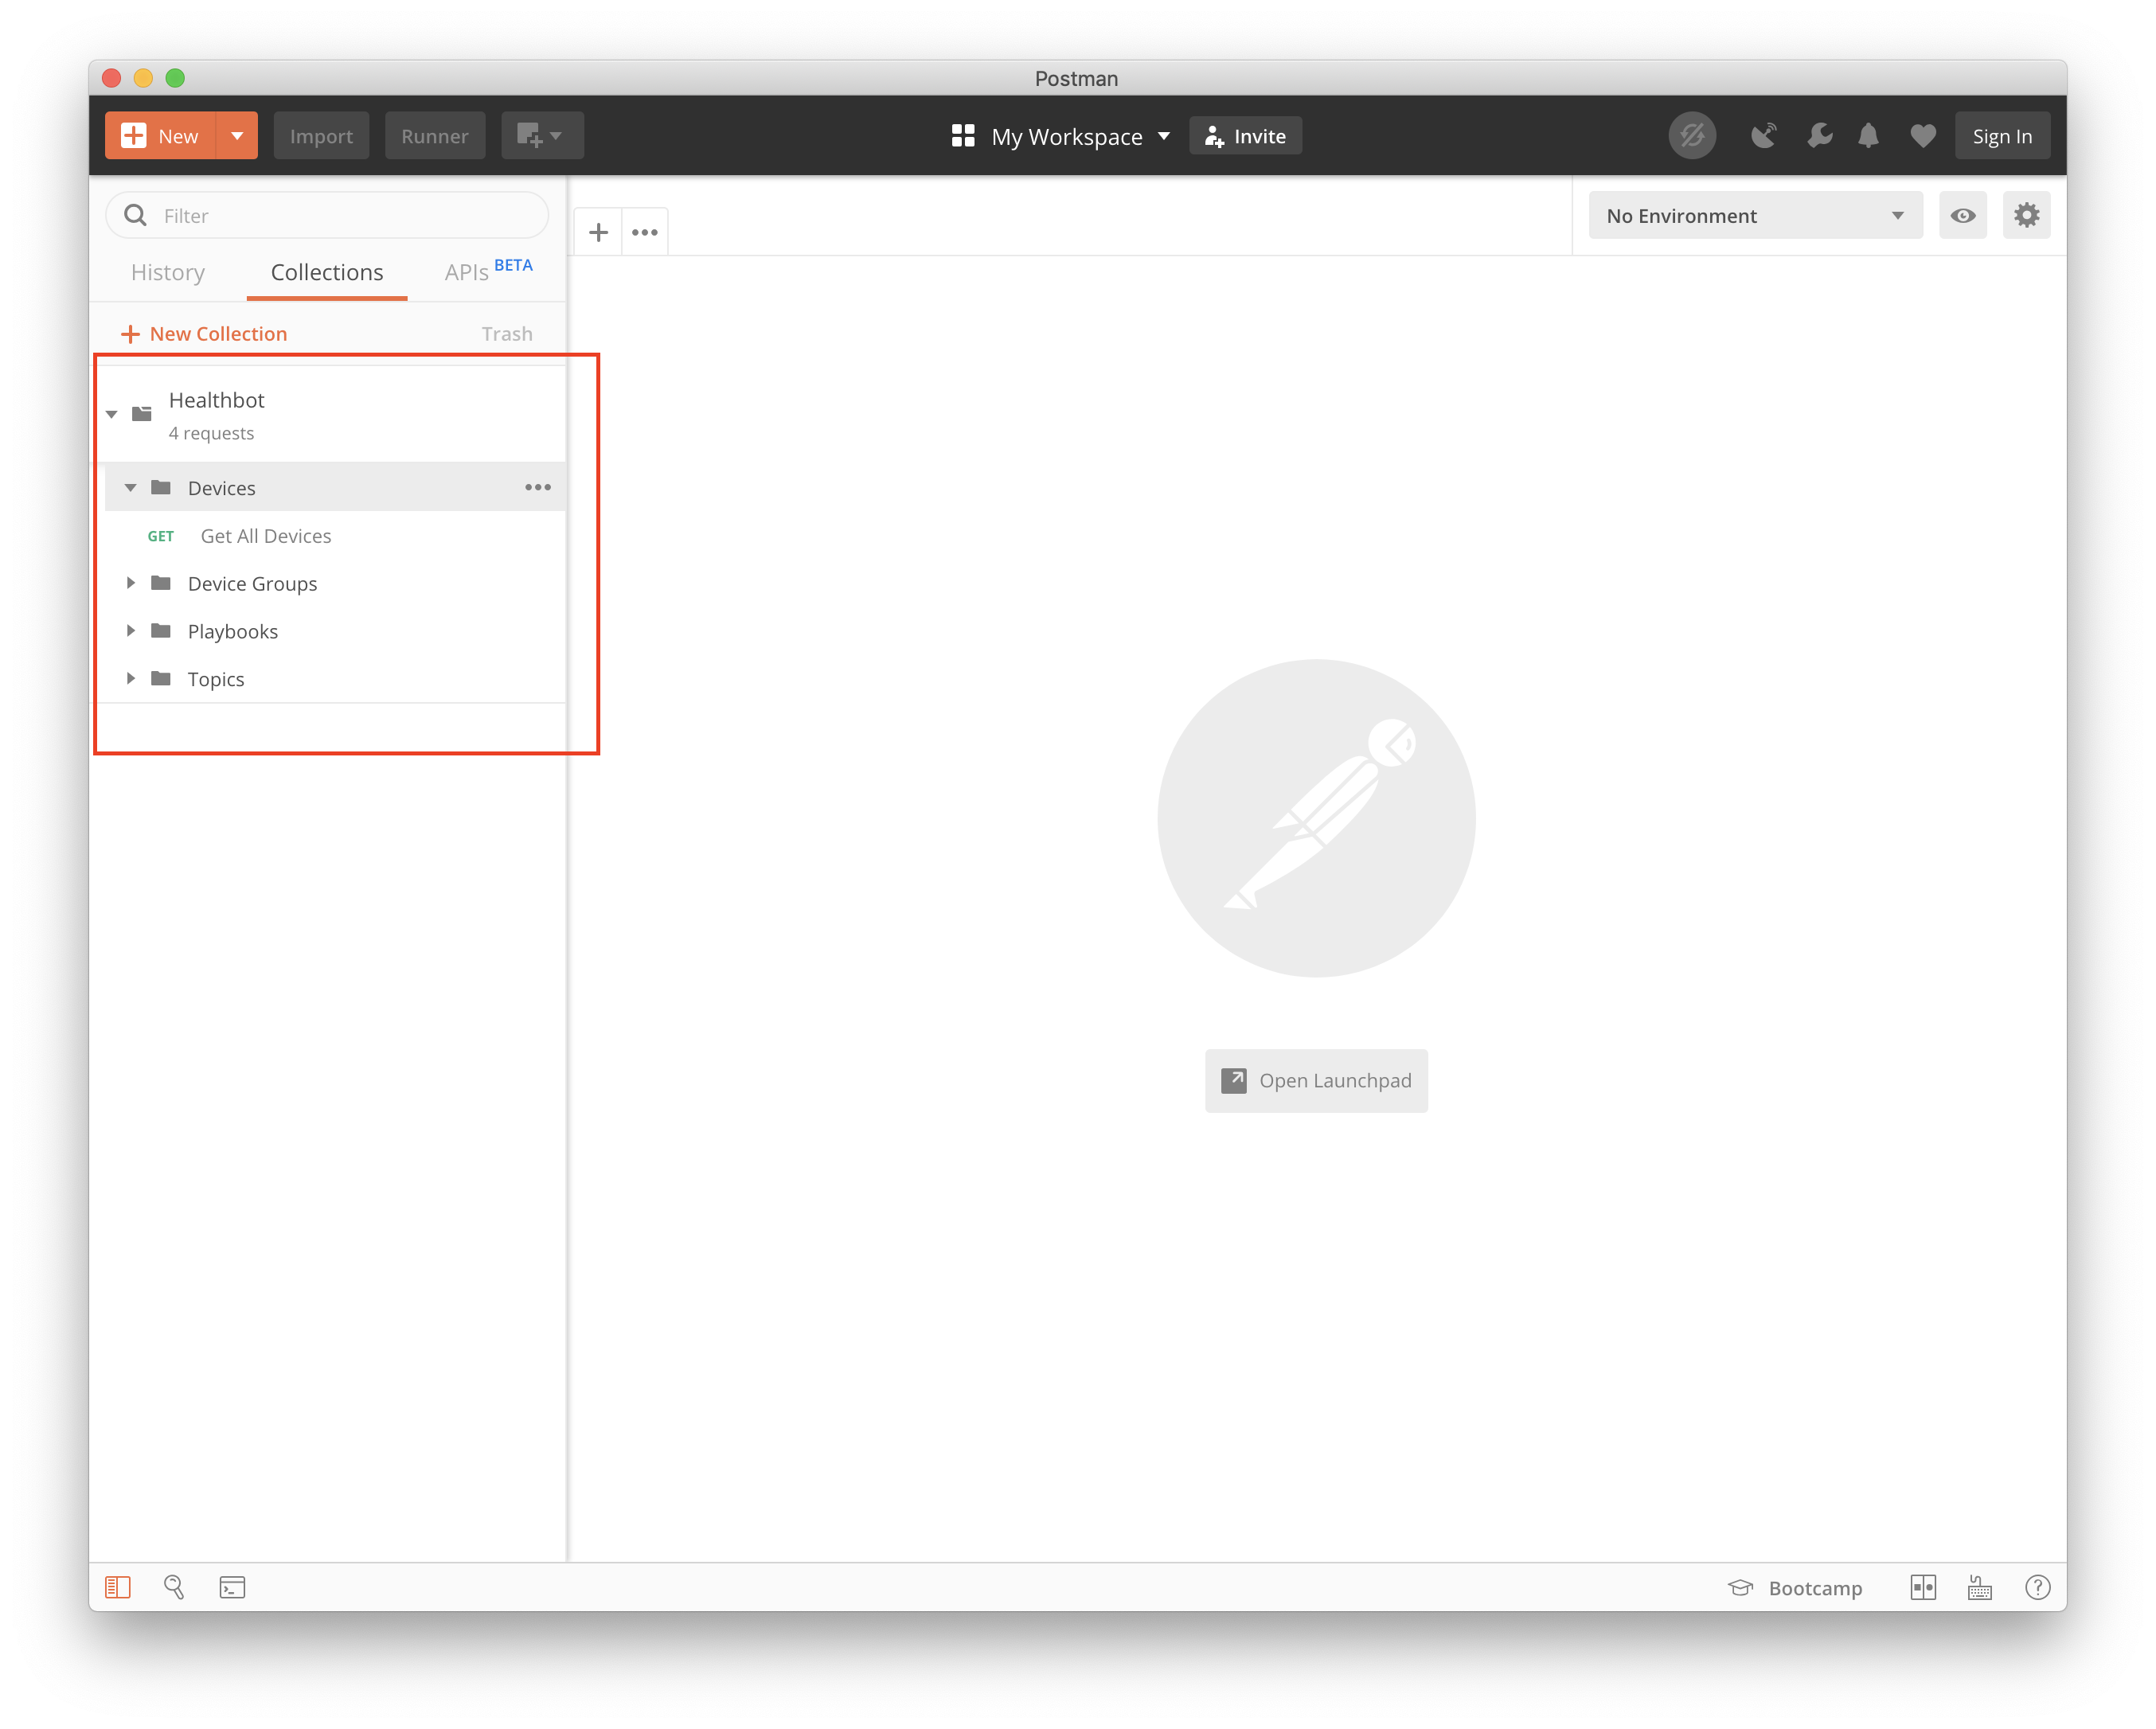 Postman
New Import Runner My Workspace Invite Sign In
Filter
No Environment
History Collections APIs BETA
New Collection Trash
Healthbot
4 requests
Devices
GET Get All Devices
Device Groups
Playbooks
Topics
Open Launchpad
Bootcamp